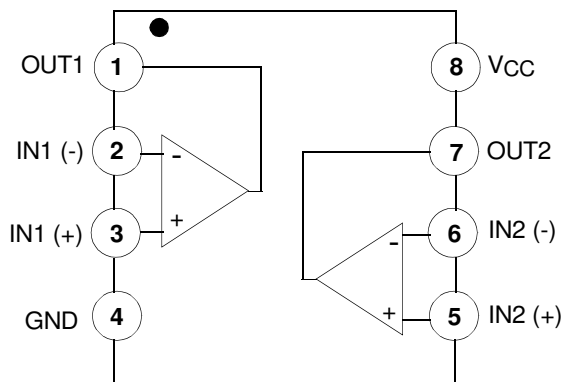 OUT1 1 8 VCC
IN1 (-) 2 - 7 OUT2
IN1 (+) 3 + - 6 IN2 (-)
GND 4 + 5 IN2 (+)